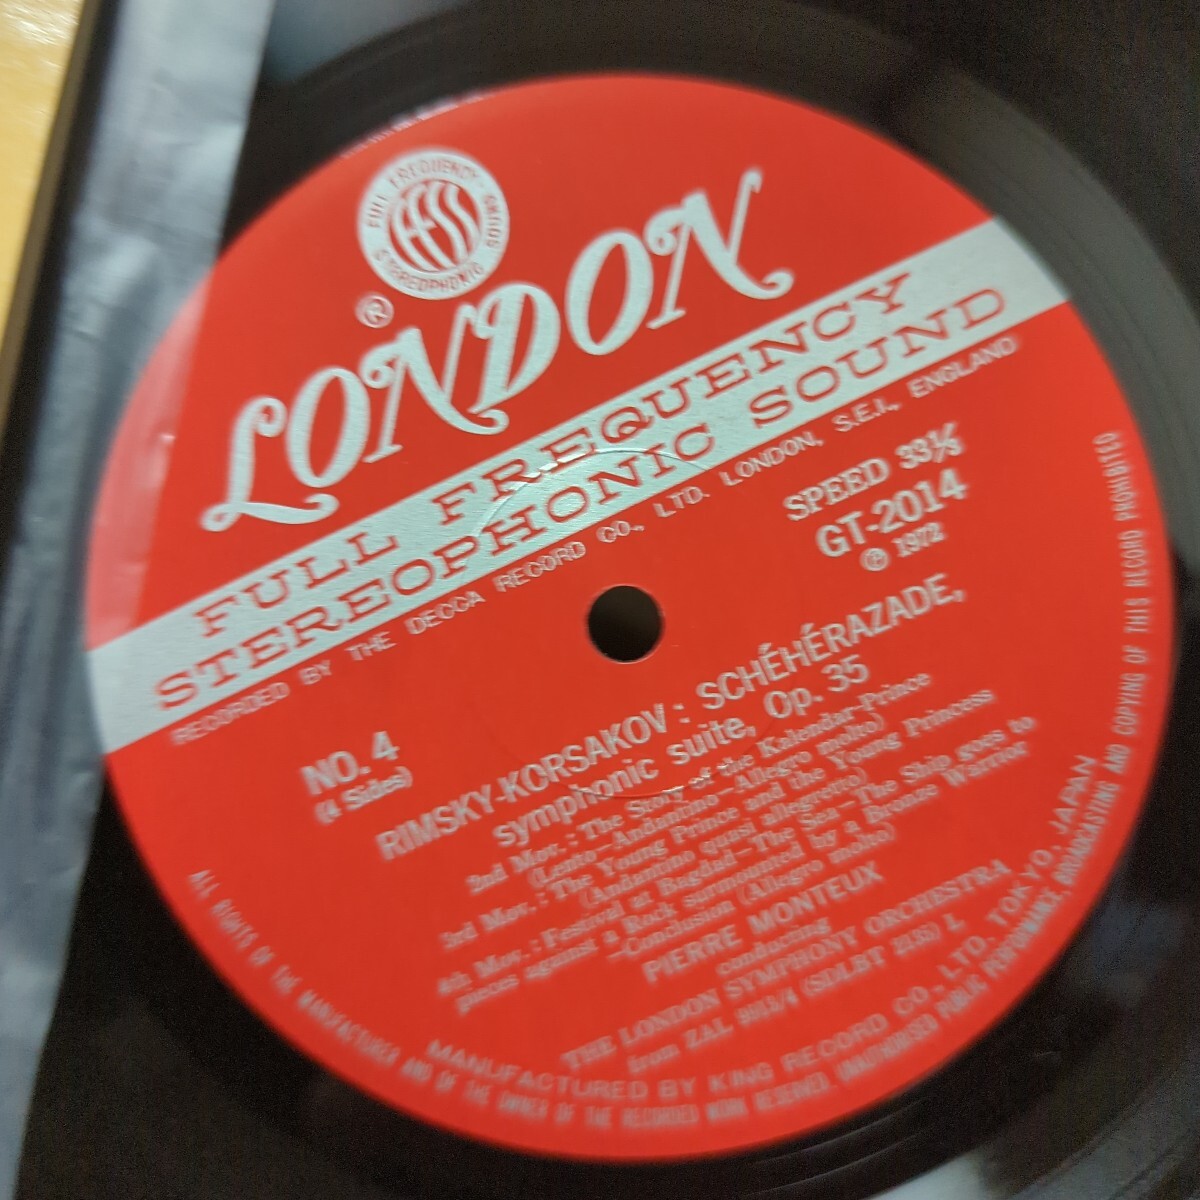 FULL FREQUENCY - RANGE
STEREOPHONIC
FFSS
®
LONDON
FULL FREQUENCY
STEREOPHONIC SOUND
RECORDED BY THE DECCA RECORD CO., LTD. LONDON, S.E.I., ENGLAND
SPEED 33⅓
GT-2014
℗ 1972
NO. 4
(4 Sides)
RIMSKY-KORSAKOV : SCHÉHÉRAZADE,
symphonic suite, Op. 35
2nd Mov. : The Story of the Kalendar-Prince
(Lento—Andantino—Allegro molto)
3rd Mov. : The Young Prince and the Young Princess
(Andantino quasi allegretto)
4th Mov. : Festival at Bagdad—The Sea—The Ship goes to
pieces against a Rock surmounted by a Bronze Warrior
—Conclusion (Allegro molto)
PIERRE MONTEUX
conducting
THE LONDON SYMPHONY ORCHESTRA
from ZAL
MANUFACTURED BY KING RECORD CO., LTD. TOKYO, JAPAN
ALL RIGHTS OF THE MANUFACTURER AND OF THE OWNER OF THE RECORDED WORK RESERVED. UNAUTHORISED PUBLIC PERFORMANCE, BROADCASTING AND COPYING OF THIS RECORD PROHIBITED